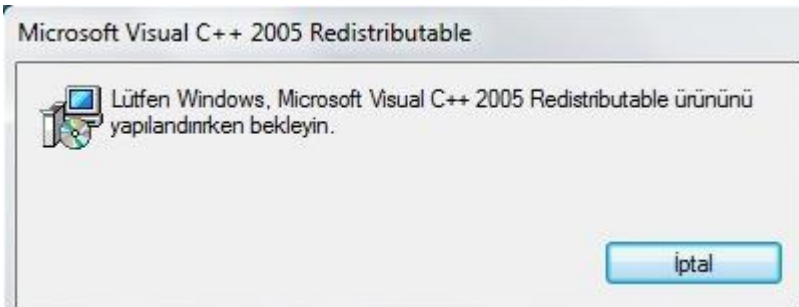 Microsoft Visual C++ 2005 Redistributable
Lütfen Windows, Microsoft Visual C++ 2005 Redistributable ürününü
yapılandırırken bekleyin.
İptal